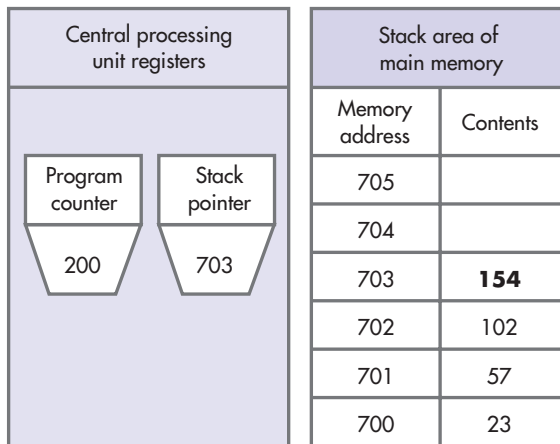 Central processing
unit registers
Program
counter
200
Stack
pointer
703
Stack area of
main memory
Memory
address
Contents
705
704
703 154
702 102
701 57
700 23